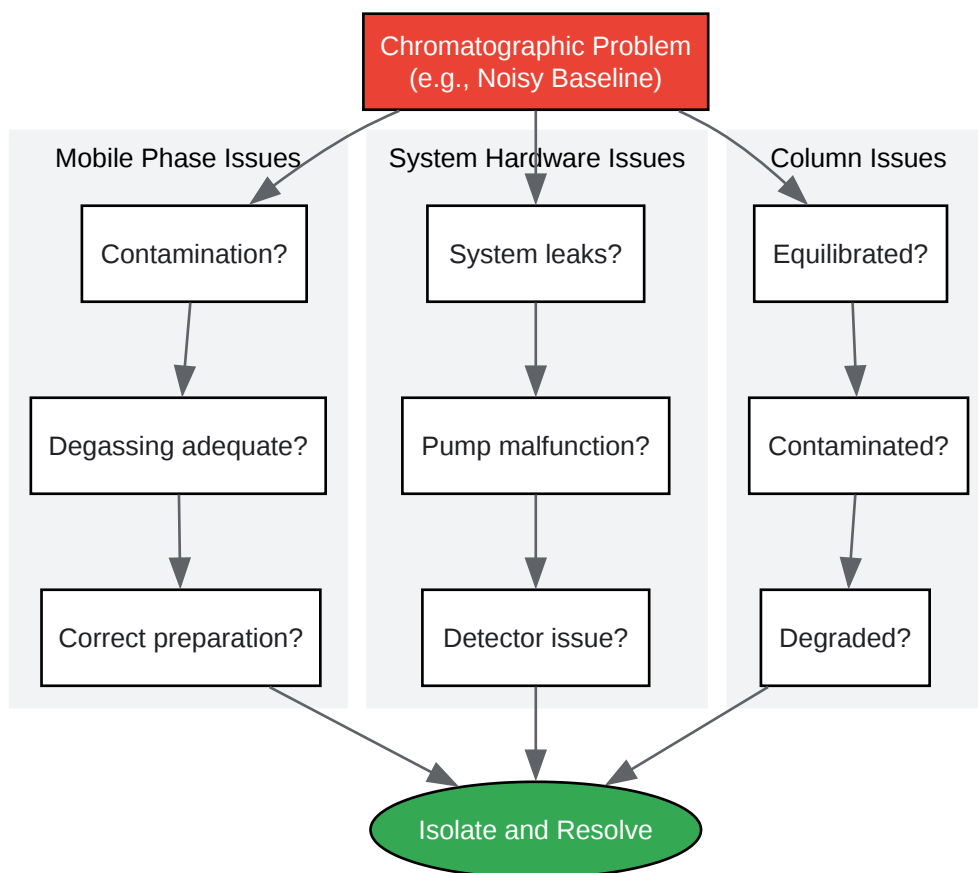 Chromatographic Problem
(e.g., Noisy Baseline)
Mobile Phase Issues
System Hardware Issues
Column Issues
Contamination?
System leaks?
Equilibrated?
Degassing adequate?
Pump malfunction?
Contaminated?
Correct preparation?
Detector issue?
Degraded?
Isolate and Resolve